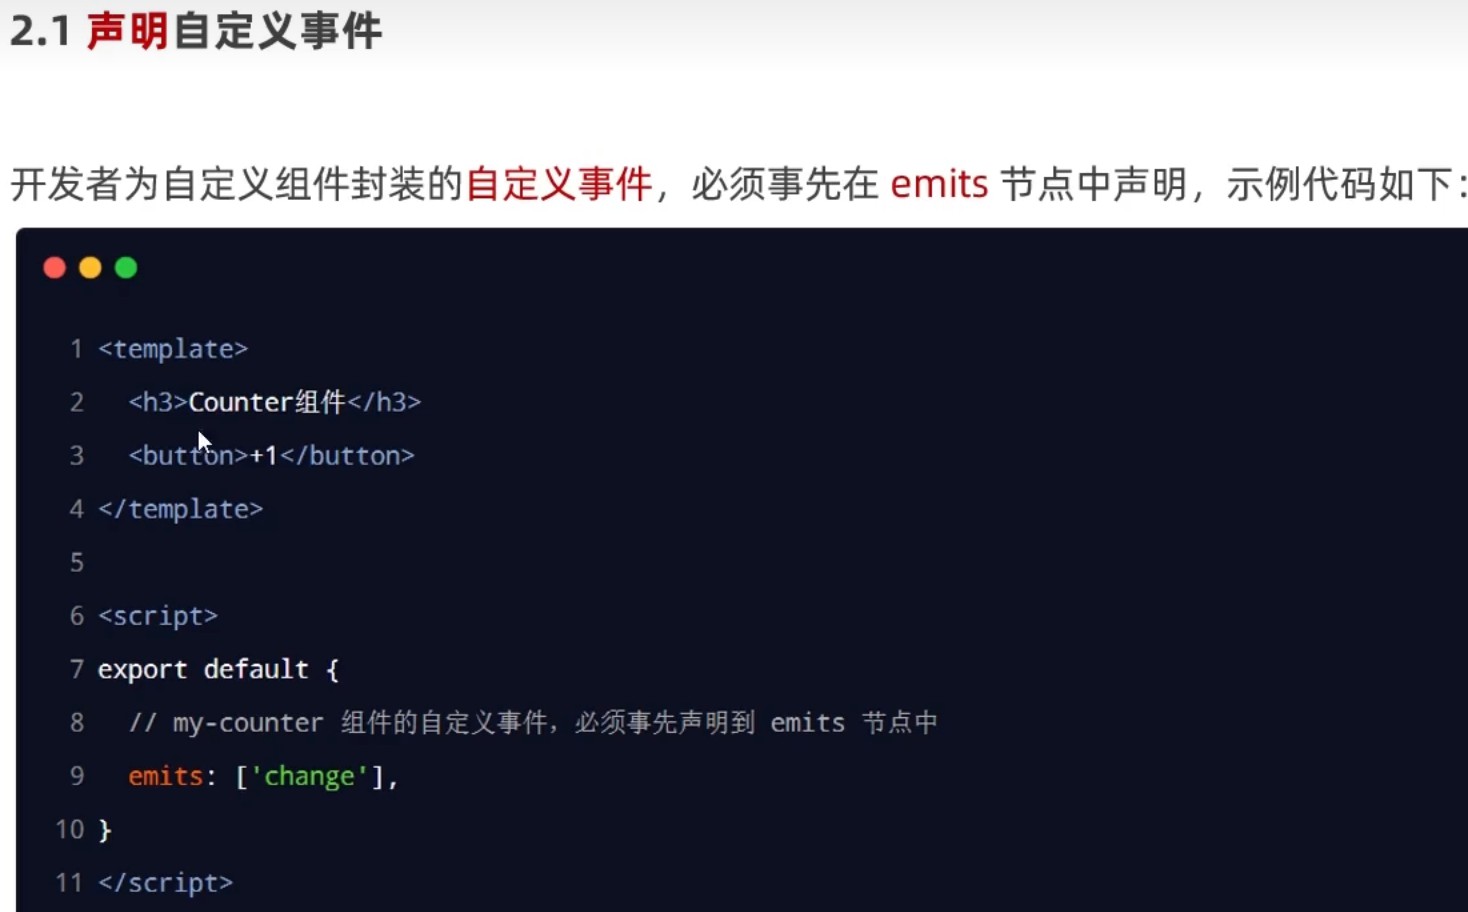 2.1 声明自定义事件
开发者为自定义组件封装的自定义事件，必须事先在 emits 节点中声明，示例代码如下：
1 <template>
2   <h3>Counter组件</h3>
3   <button>+1</button>
4 </template>
5
6 <script>
7 export default {
8   // my-counter 组件的自定义事件，必须事先声明到 emits 节点中
9   emits: ['change'],
10 }
11 </script>